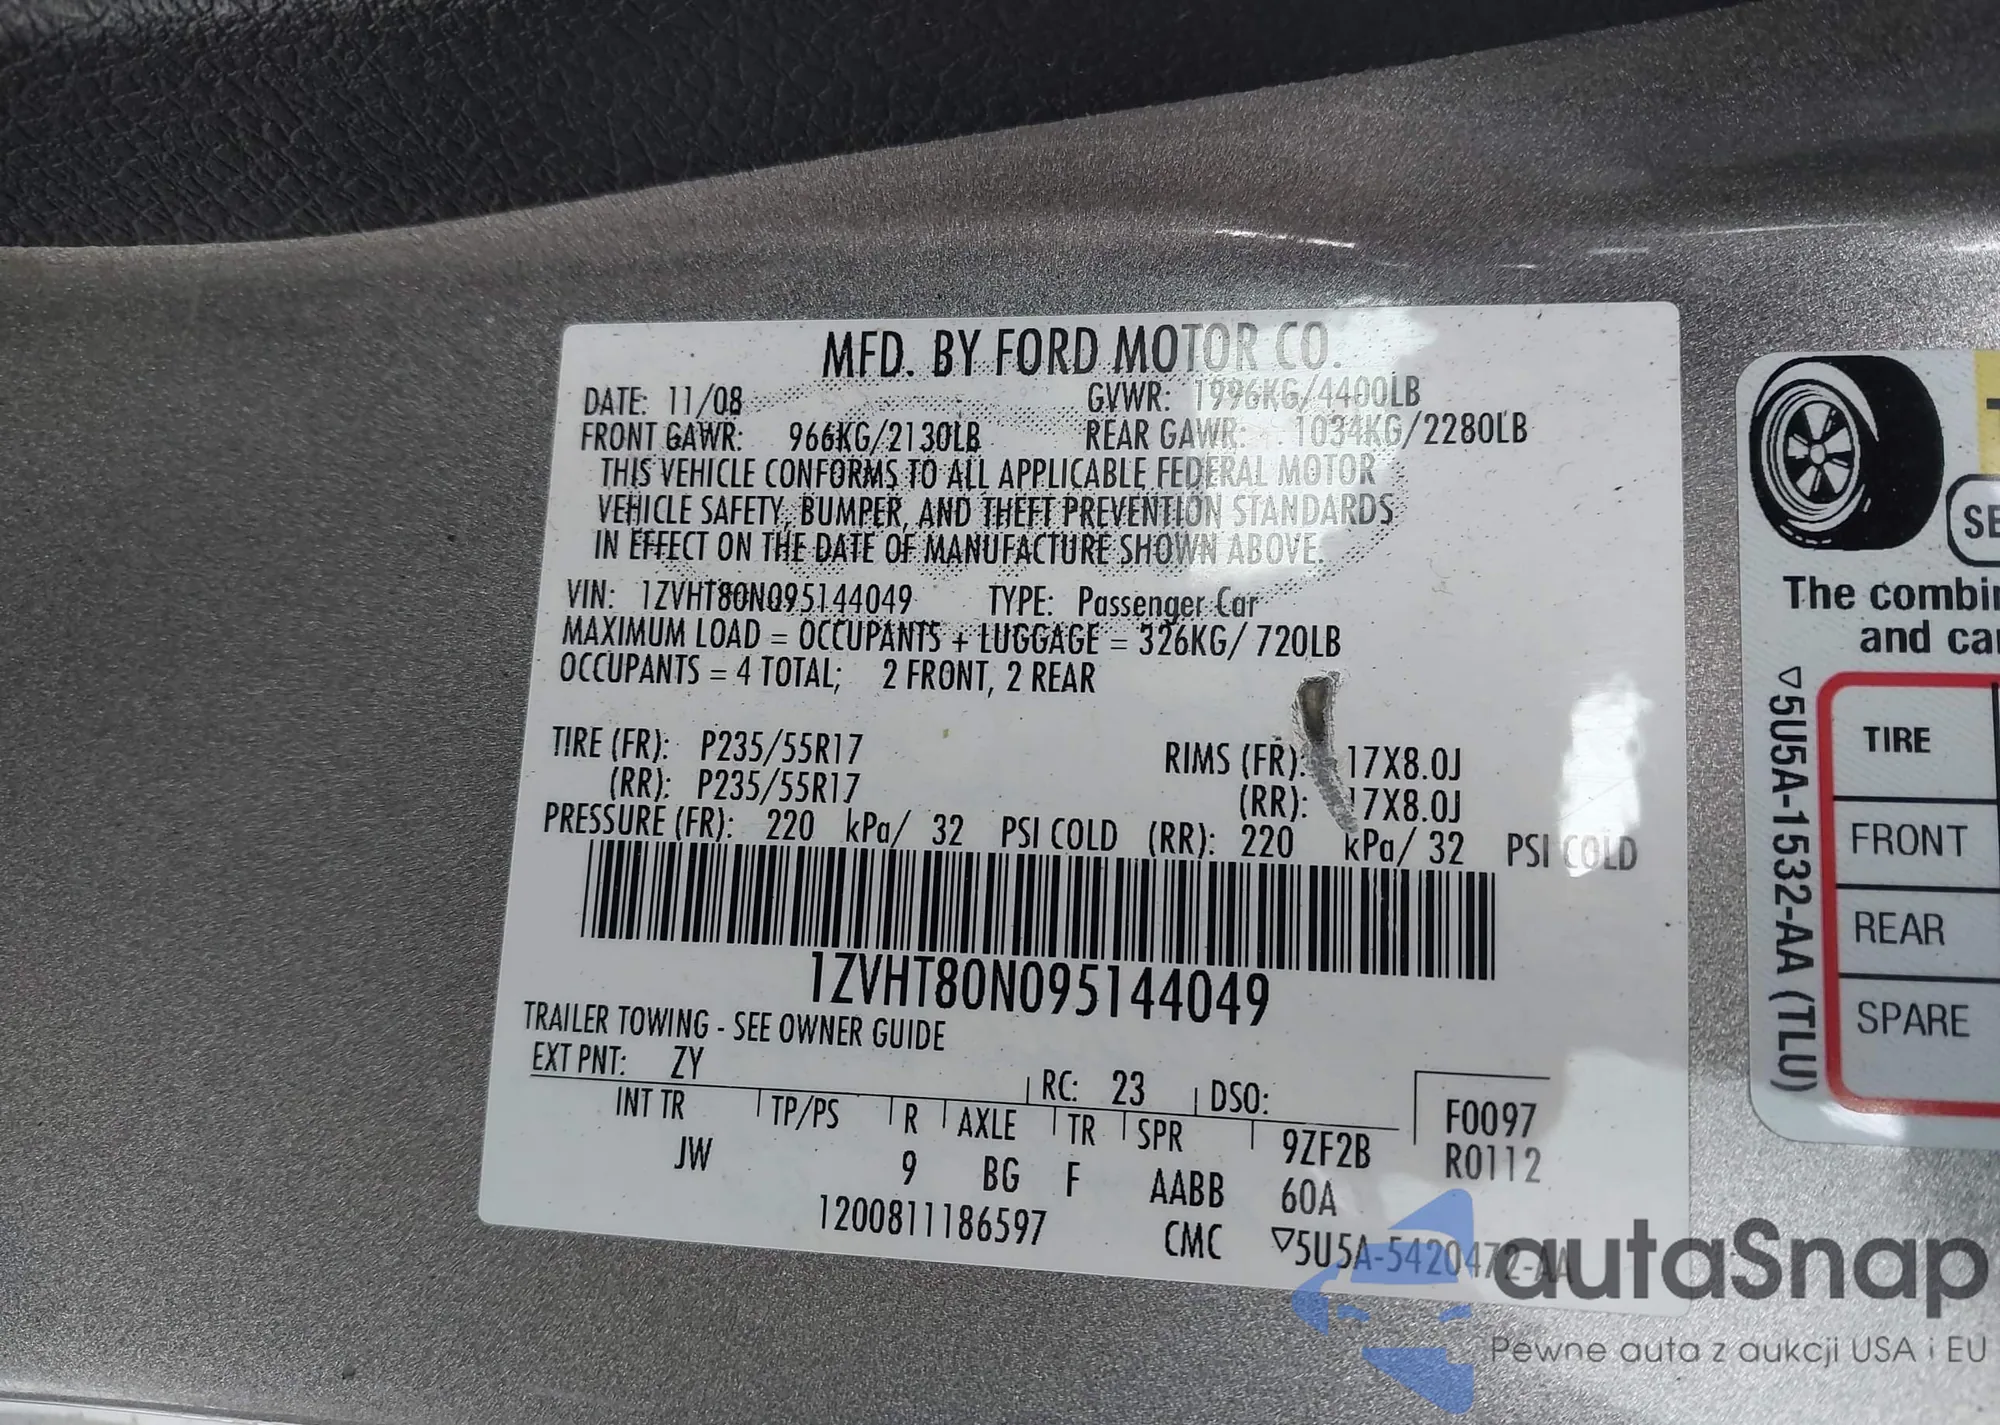 MFD. BY FORD MOTOR CO.
DATE: 11/08 GVWR: 1996KG/4400LB
FRONT GAWR: 966KG/2130LB REAR GAWR: 1034KG/2280LB
THIS VEHICLE CONFORMS TO ALL APPLICABLE FEDERAL MOTOR
VEHICLE SAFETY, BUMPER, AND THEFT PREVENTION STANDARDS
IN EFFECT ON THE DATE OF MANUFACTURE SHOWN ABOVE.
VIN: 1ZVHT80N095144049 TYPE: Passenger Car
MAXIMUM LOAD = OCCUPANTS + LUGGAGE = 326KG/ 720LB
OCCUPANTS = 4 TOTAL; 2 FRONT, 2 REAR
TIRE (FR): P235/55R17 RIMS (FR): 17X8.0J
(RR): P235/55R17 (RR): 17X8.0J
PRESSURE (FR): 220 kPa/ 32 PSI COLD (RR): 220 kPa/ 32 PSI COLD
1ZVHT80N095144049
TRAILER TOWING - SEE OWNER GUIDE
EXT PNT: ZY RC: 23 DSO:
INT TR TP/PS R AXLE TR SPR 9ZF2B F0097
JW 9 BG F AABB 60A R0112
1200811186597 CMC ▽5U5A-5420472-AA
SE
The combin
and ca
TIRE
FRONT
REAR
SPARE
▽5U5A-1532-AA (TLU)
autaSnap
Pewne auta z aukcji USA i EU